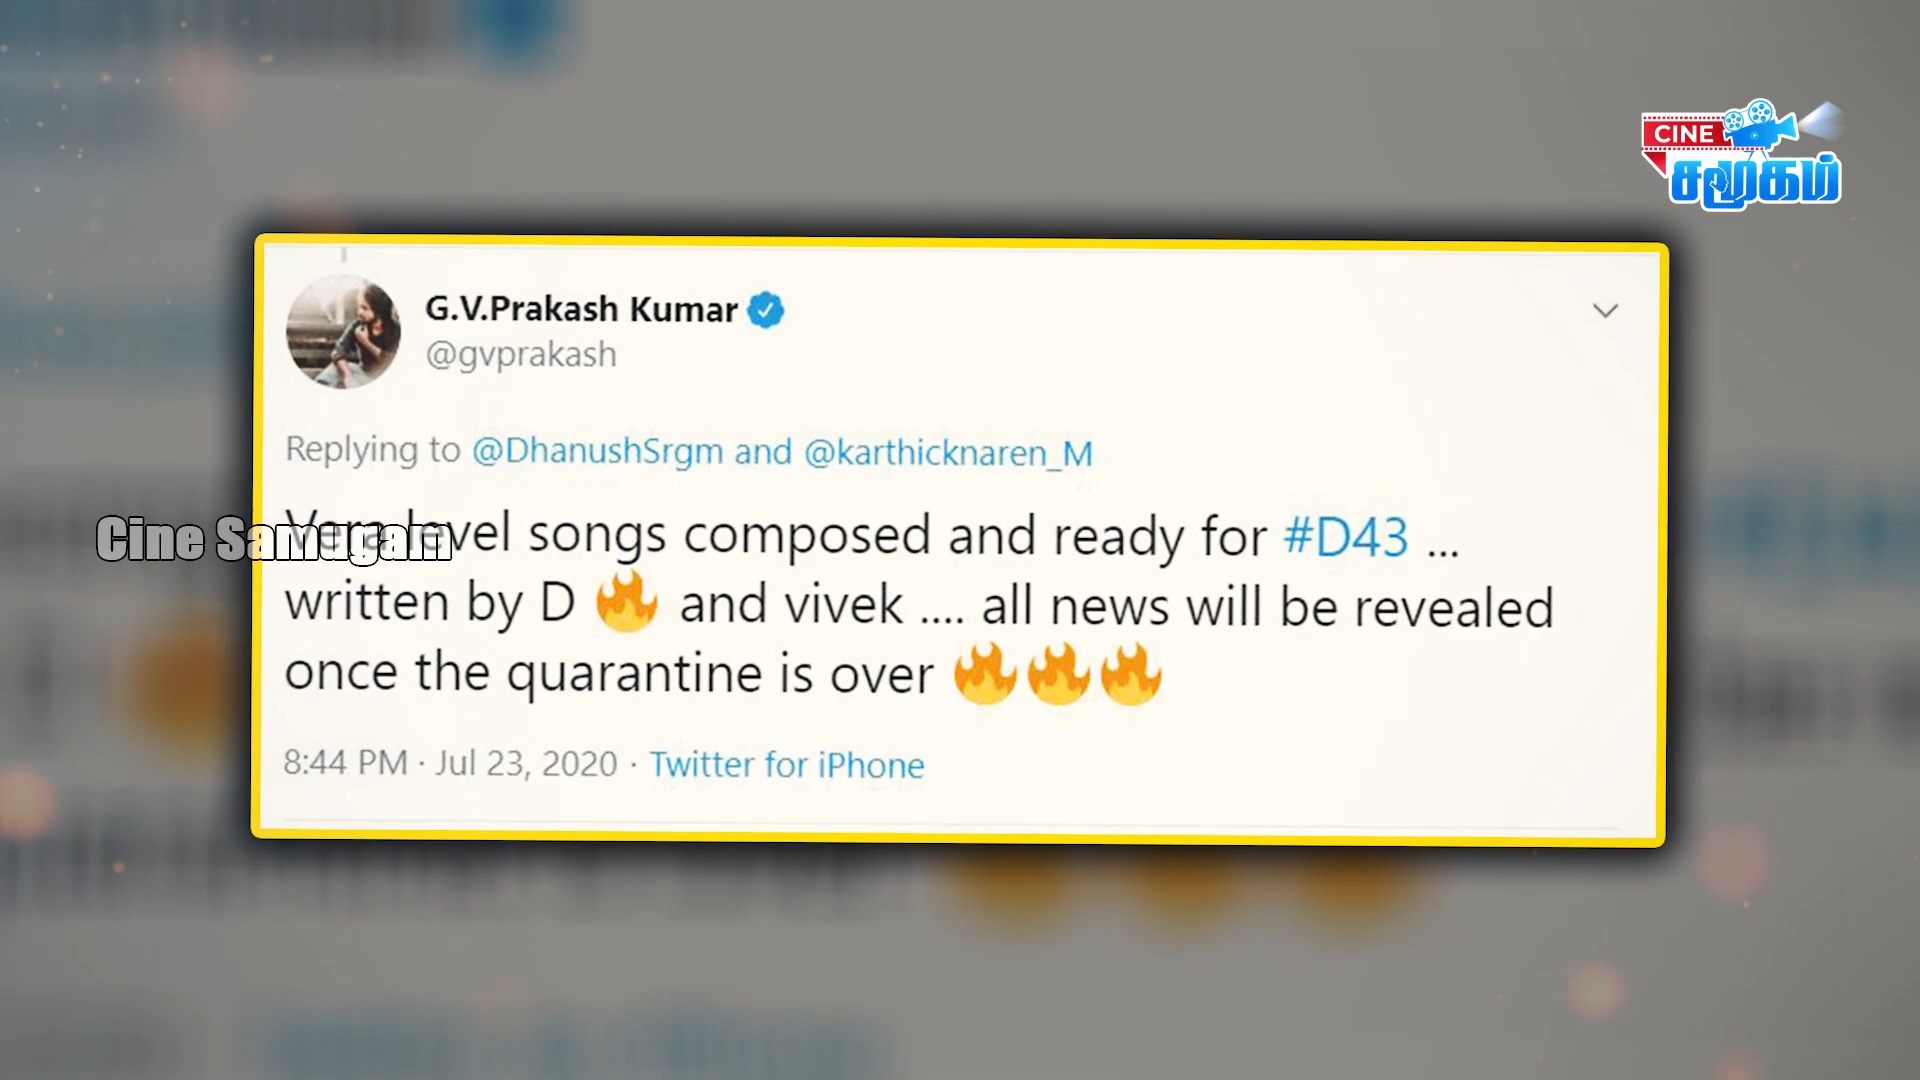 CINE
சமூகம்
G.V.Prakash Kumar
@gvprakash
Replying to @DhanushSrgm and @karthicknaren_M
Vera level songs composed and ready for #D43 ...
Cine Samugam
written by D 🔥 and vivek .... all news will be revealed
once the quarantine is over 🔥🔥🔥
8:44 PM · Jul 23, 2020 · Twitter for iPhone